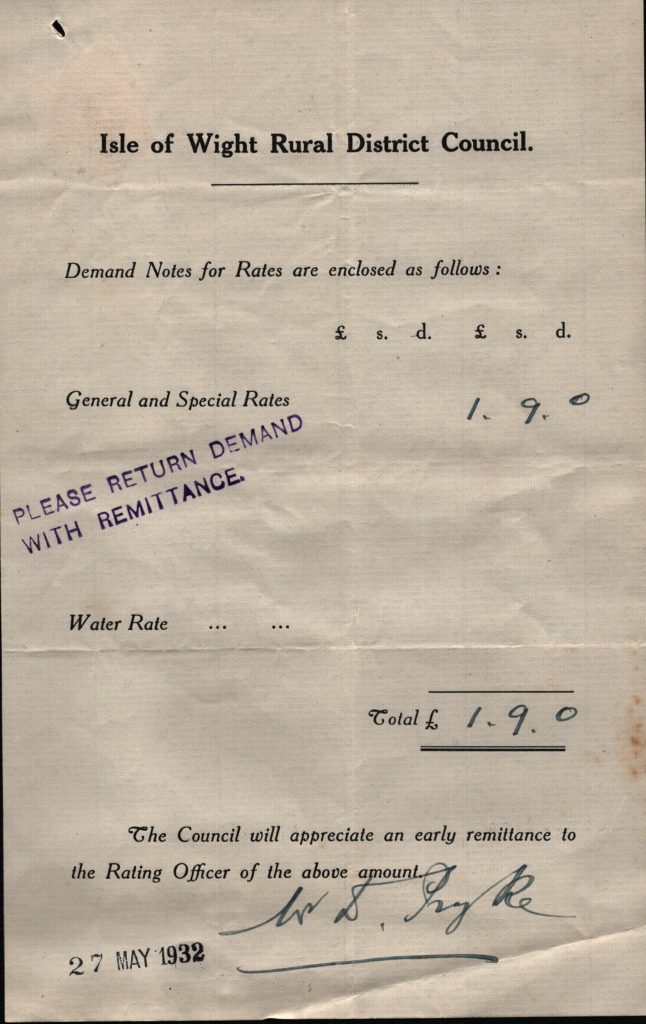 Isle of Wight Rural District Council.
Demand Notes for Rates are enclosed as follows :
£ s. d. £ s. d.
General and Special Rates 1. 9. 0
PLEASE RETURN DEMAND
WITH REMITTANCE.
Water Rate ... ...
Total £ 1. 9. 0
The Council will appreciate an early remittance to
the Rating Officer of the above amount.
27 MAY 1932